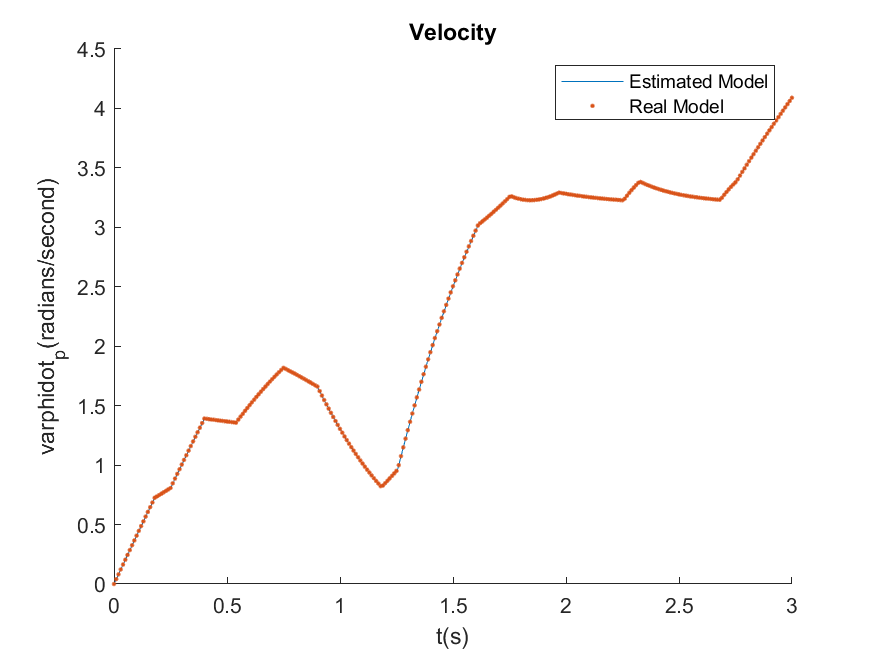 Velocity
4.5
4
3.5
3
2.5
2
1.5
1
0.5
0
varphidot_p(radians/second)
Estimated Model
Real Model
0 0.5 1 1.5 2 2.5 3
t(s)